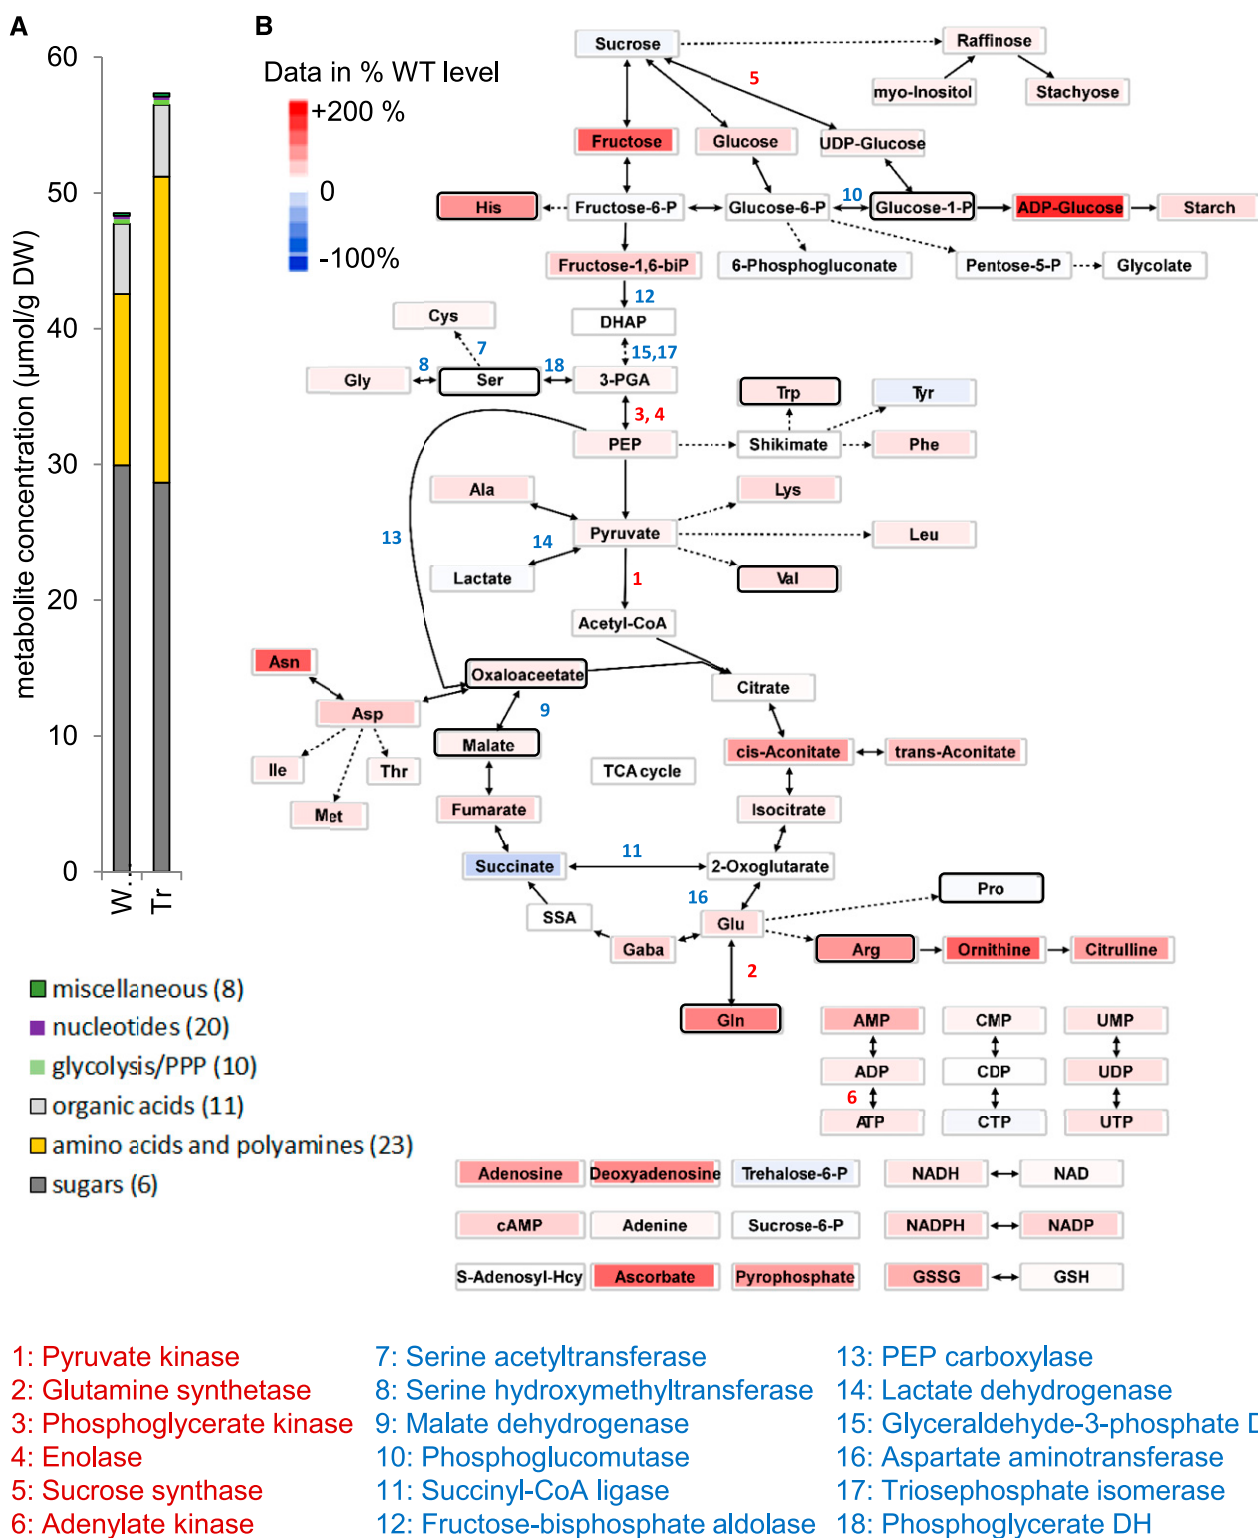 A
B
60
50
40
30
20
10
0
metabolite concentration (µmol/g DW)
W.
Tr
miscellaneous (8)
nucleotides (20)
glycolysis/PPP (10)
organic acids (11)
amino acids and polyamines (23)
sugars (6)
Data in % WT level
+200 %
0
-100%
Sucrose
Raffinose
5
myo-Inositol
Stachyose
Fructose
Glucose
UDP-Glucose
10
His
Fructose-6-P
Glucose-6-P
Glucose-1-P
ADP-Glucose
Starch
Fructose-1,6-biP
6-Phosphogluconate
Pentose-5-P
Glycolate
12
Cys
DHAP
7
15,17
8
18
Gly
Ser
3-PGA
Trp
Tyr
3, 4
PEP
Shikimate
Phe
Ala
Lys
13
Pyruvate
Leu
14
Lactate
1
Val
Acetyl-CoA
Asn
Oxaloaceetate
Citrate
Asp
9
Malate
cis-Aconitate
trans-Aconitate
Ile
Thr
TCA cycle
Met
Fumarate
Isocitrate
11
Succinate
2-Oxoglutarate
16
Pro
SSA
Glu
Gaba
Arg
Ornithine
Citrulline
2
Gln
AMP
CMP
UMP
ADP
CDP
UDP
6
ATP
CTP
UTP
Adenosine
Deoxyadenosine
Trehalose-6-P
NADH
NAD
cAMP
Adenine
Sucrose-6-P
NADPH
NADP
S-Adenosyl-Hcy
Ascorbate
Pyrophosphate
GSSG
GSH
1: Pyruvate kinase
2: Glutamine synthetase
3: Phosphoglycerate kinase
4: Enolase
5: Sucrose synthase
6: Adenylate kinase
7: Serine acetyltransferase
8: Serine hydroxymethyltransferase
9: Malate dehydrogenase
10: Phosphoglucomutase
11: Succinyl-CoA ligase
12: Fructose-bisphosphate aldolase
13: PEP carboxylase
14: Lactate dehydrogenase
15: Glyceraldehyde-3-phosphate D
16: Aspartate aminotransferase
17: Triosephosphate isomerase
18: Phosphoglycerate DH